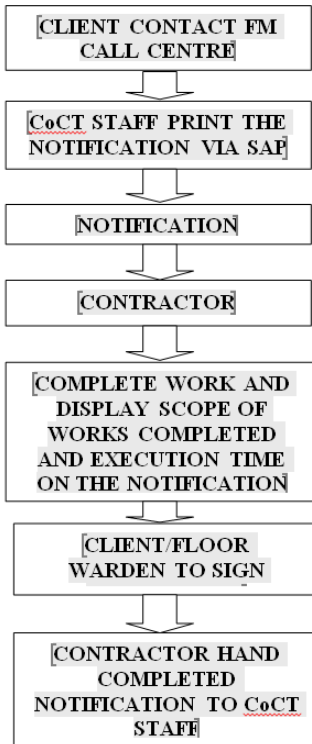 CLIENT CONTACT FM
CALL CENTRE
CoCT STAFF PRINT THE
NOTIFICATION VIA SAP
NOTIFICATION
CONTRACTOR
COMPLETE WORK AND
DISPLAY SCOPE OF
WORKS COMPLETED
AND EXECUTION TIME
ON THE NOTIFICATION
CLIENT/FLOOR
WARDEN TO SIGN
CONTRACTOR HAND
COMPLETED
NOTIFICATION TO CoCT
STAFF